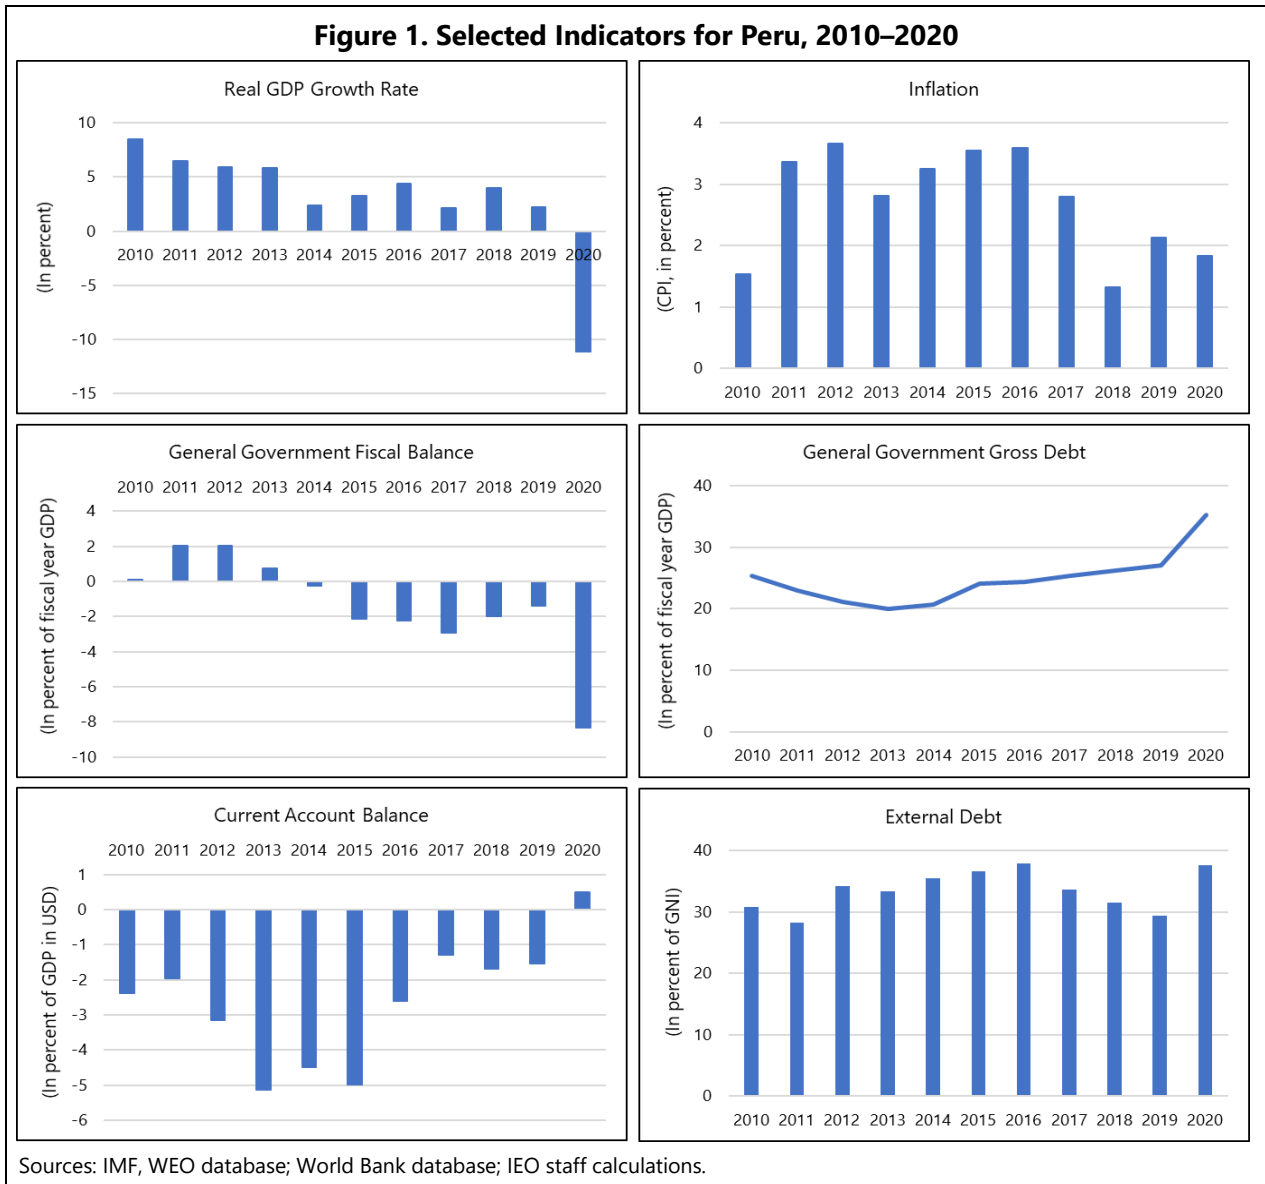 Figure 1. Selected Indicators for Peru, 2010–2020
Real GDP Growth Rate
(In percent)
10
5
0
2010 2011 2012 2013 2014 2015 2016 2017 2018 2019 2020
-5
-10
-15
Inflation
(CPI, in percent)
4
3
2
1
0
2010 2011 2012 2013 2014 2015 2016 2017 2018 2019 2020
General Government Fiscal Balance
2010 2011 2012 2013 2014 2015 2016 2017 2018 2019 2020
(In percent of fiscal year GDP)
4
2
0
-2
-4
-6
-8
-10
General Government Gross Debt
(In percent of fiscal year GDP)
40
30
20
10
0
2010 2011 2012 2013 2014 2015 2016 2017 2018 2019 2020
Current Account Balance
2010 2011 2012 2013 2014 2015 2016 2017 2018 2019 2020
(In percent of GDP in USD)
1
0
-1
-2
-3
-4
-5
-6
External Debt
(In percent of GNI)
40
30
20
10
0
2010 2011 2012 2013 2014 2015 2016 2017 2018 2019 2020
Sources: IMF, WEO database; World Bank database; IEO staff calculations.